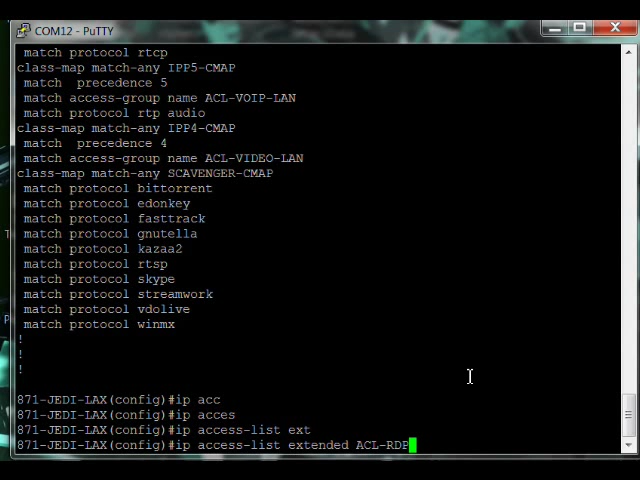 COM12 - PuTTY
match protocol rtcp
class-map match-any IPP5-CMAP
match  precedence 5
match access-group name ACL-VOIP-LAN
match protocol rtp audio
class-map match-any IPP4-CMAP
match  precedence 4
match access-group name ACL-VIDEO-LAN
class-map match-any SCAVENGER-CMAP
match protocol bittorrent
match protocol edonkey
match protocol fasttrack
match protocol gnutella
match protocol kazaa2
match protocol rtsp
match protocol skype
match protocol streamwork
match protocol vdolive
match protocol winmx
!
!
!
871-JEDI-LAX(config)#ip acc
871-JEDI-LAX(config)#ip acces
871-JEDI-LAX(config)#ip access-list ext
871-JEDI-LAX(config)#ip access-list extended ACL-RDP